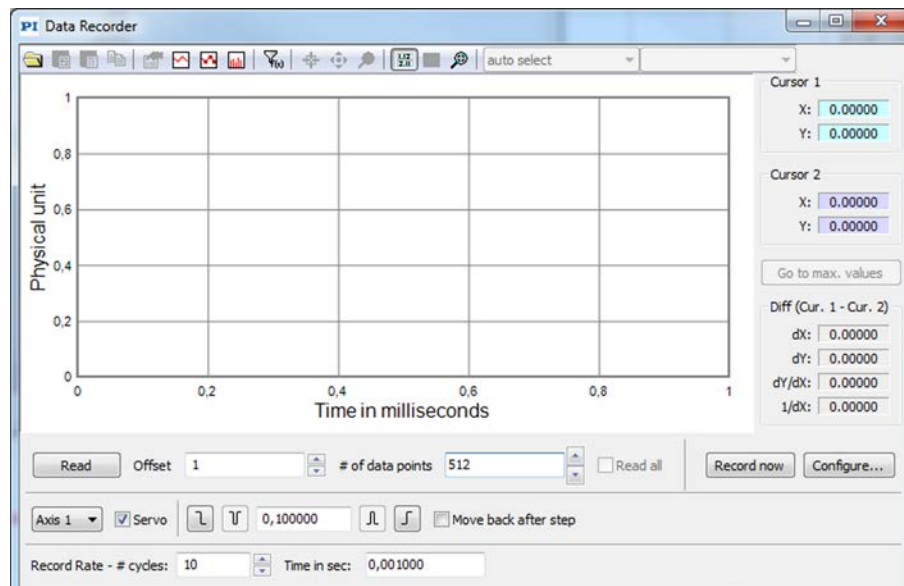 PI Data Recorder
auto select
1
0,8
0,6
0,4
0,2
0
Physical unit
0 0,2 0,4 0,6 0,8 1
Time in milliseconds
Cursor 1
X: 0.00000
Y: 0.00000
Cursor 2
X: 0.00000
Y: 0.00000
Go to max. values
Diff (Cur. 1 - Cur. 2)
dX: 0.00000
dY: 0.00000
dY/dX: 0.00000
1/dX: 0.00000
Read Offset 1 # of data points 512 Read all Record now Configure...
Axis 1 Servo 0,100000 Move back after step
Record Rate - # cycles: 10 Time in sec: 0,001000